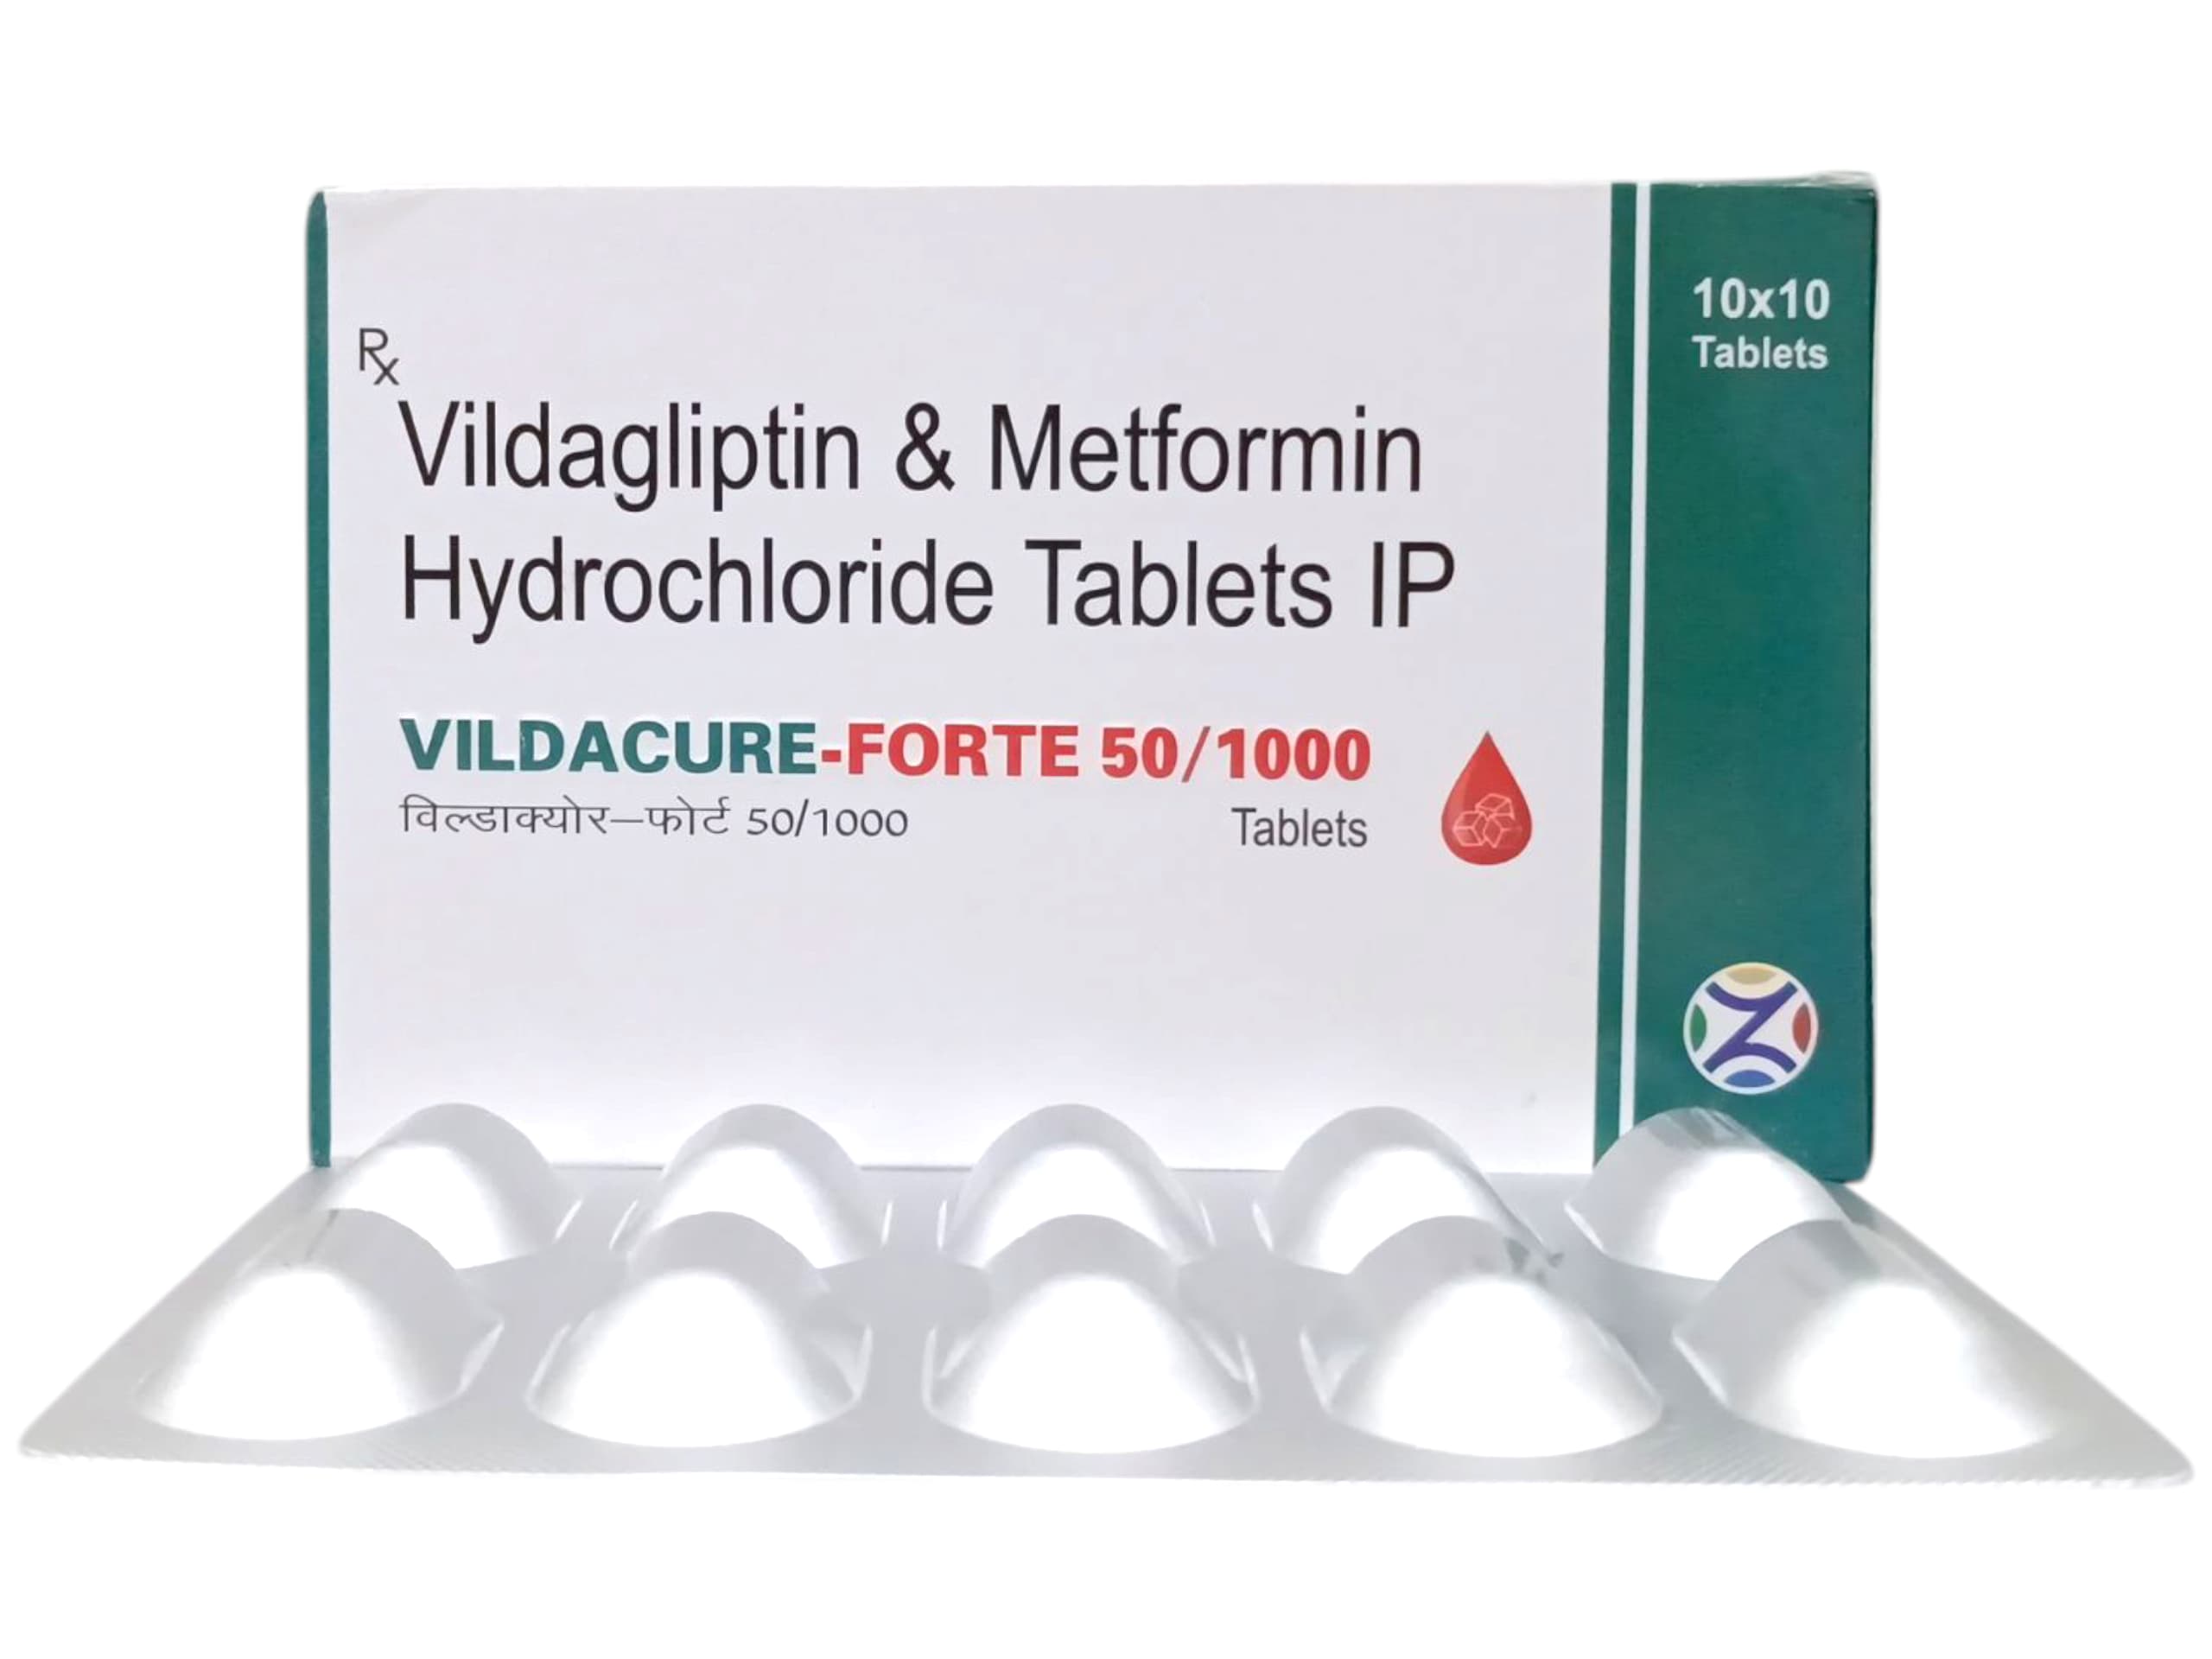 Rx
Vildagliptin & Metformin
Hydrochloride Tablets IP
VILDACURE-FORTE 50/1000
विल्डाक्योर–फोर्ट 50/1000
Tablets
10x10
Tablets